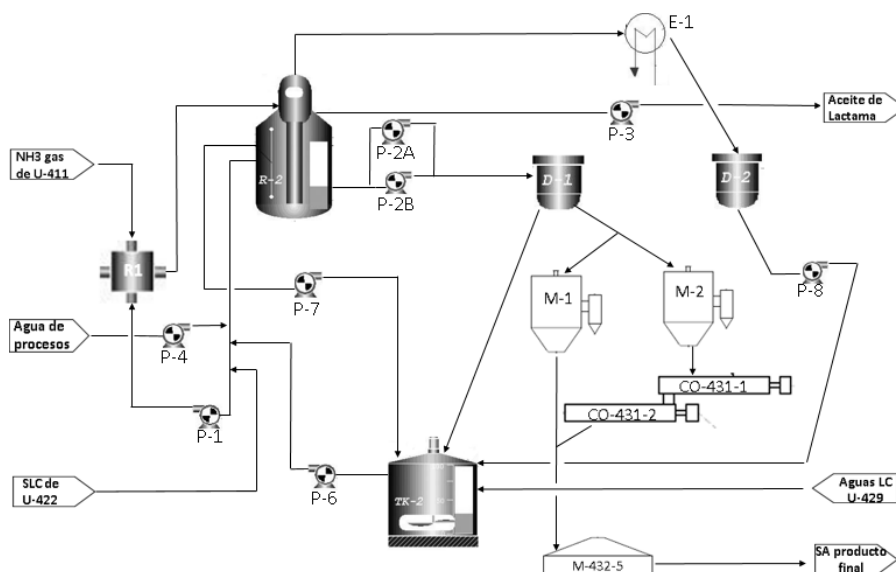 E-1
Aceite de
Lactama
P-3
P-2A
NH3 gas
de U-411
R-2
P-2B
D-1
D-2
R1
M-1
M-2
P-7
P-8
Agua de
procesos
P-4
CO-431-1
CO-431-2
P-1
SLC de
U-422
P-6
TK-2
Aguas LC
U-429
M-432-5
SA producto
final